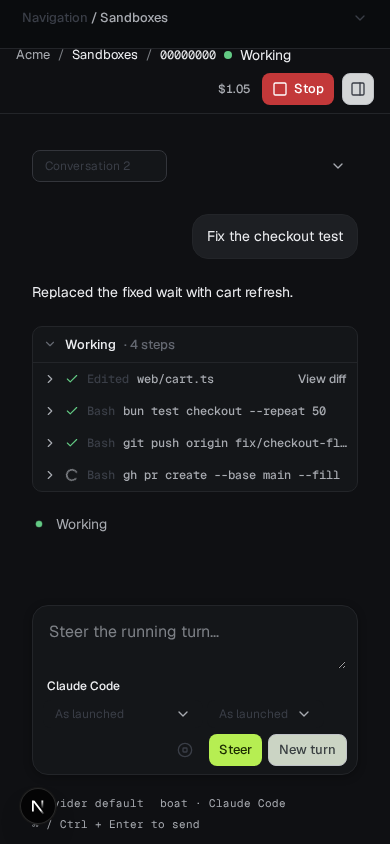 Navigation / Sandboxes
Acme / Sandboxes / 00000000 Working
$1.05 Stop
Conversation 2
Fix the checkout test
Replaced the fixed wait with cart refresh.
Working · 4 steps
Edited web/cart.ts View diff
Bash bun test checkout --repeat 50
Bash git push origin fix/checkout-fl…
Bash gh pr create --base main --fill
Working
Steer the running turn…
Claude Code
As launched As launched
Steer New turn
default boat · Claude Code
/ Ctrl + Enter to send